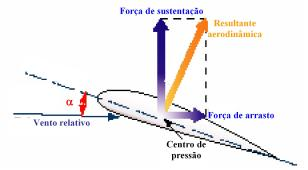 Força de sustentação
Resultante
aerodinâmica
α
Vento relativo
Força de arrasto
Centro de
pressão